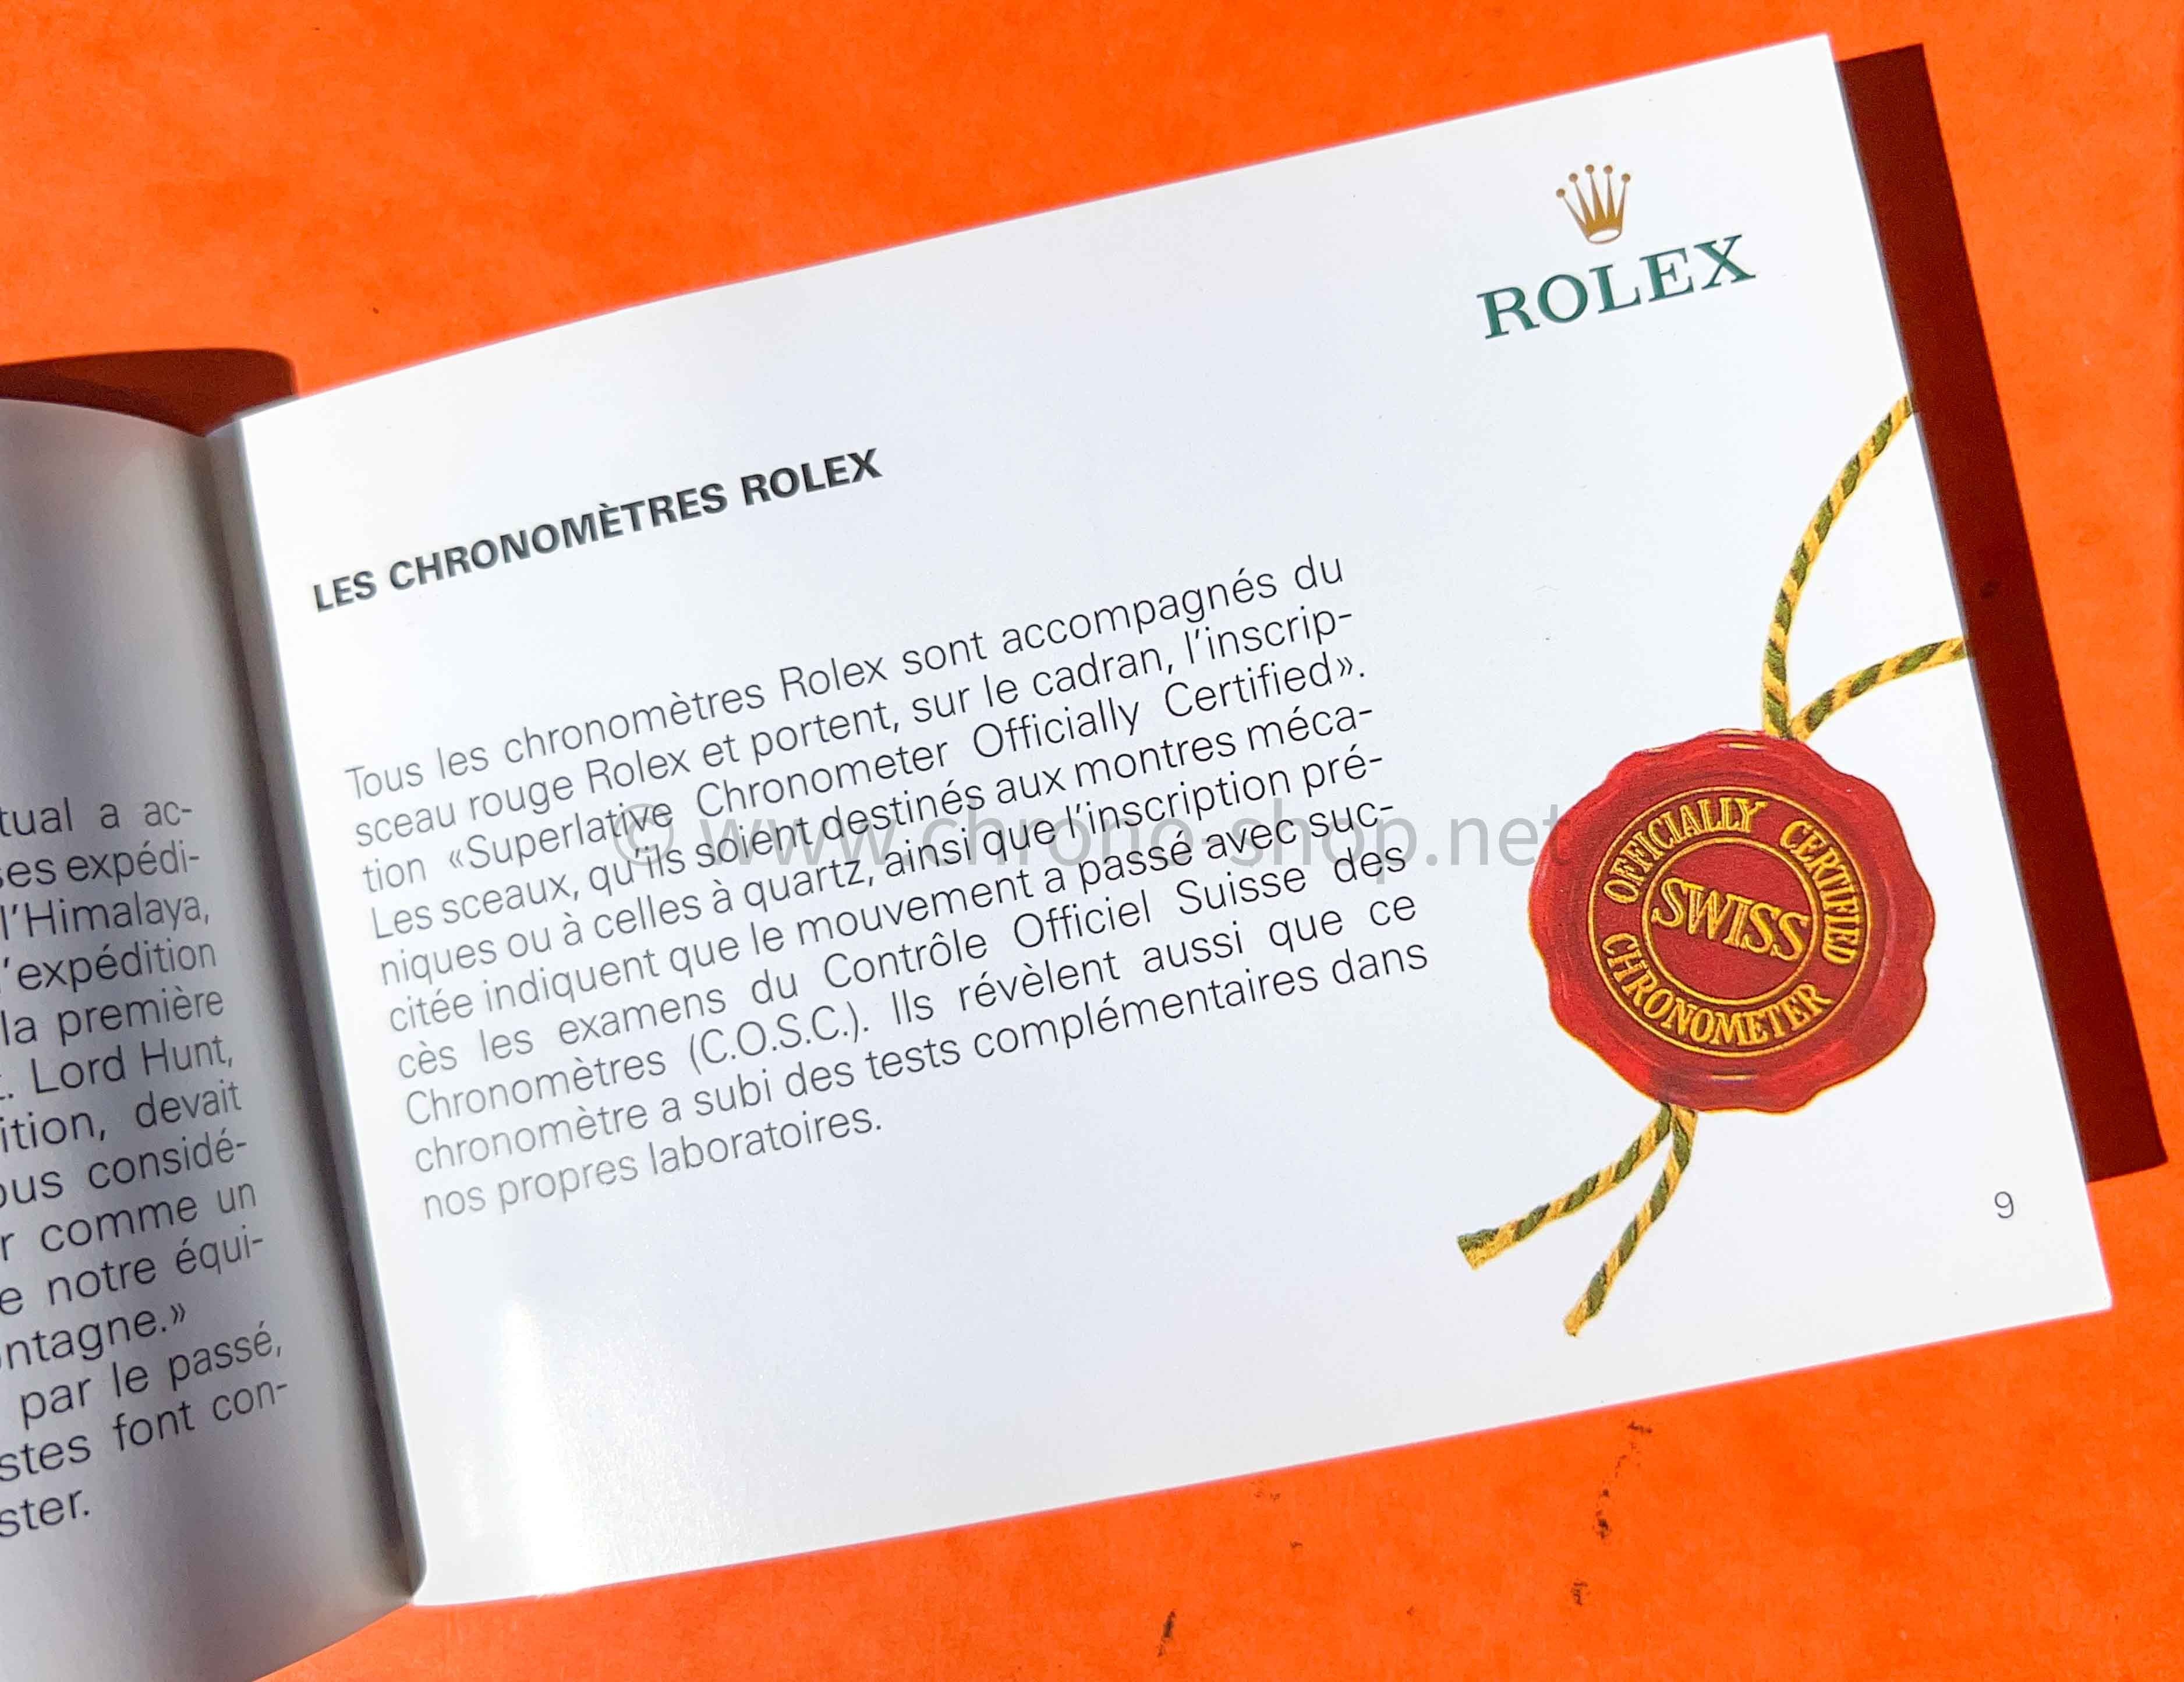 tual a ac-
ses expédi-
l'Himalaya,
l'expédition
la première
Lord Hunt,
ition, devait
ous considé-
r comme un
e notre équi-
ntagne.»
par le passé,
stes font con-
ster.
ROLEX
LES CHRONOMÈTRES ROLEX
Tous les chronomètres Rolex sont accompagnés du
sceau rouge Rolex et portent, sur le cadran, l'inscrip-
tion «Superlative Chronometer Officially Certified».
Les sceaux, qu'ils soient destinés aux montres méca-
niques ou à celles à quartz, ainsi que l'inscription pré-
citée indiquent que le mouvement a passé avec suc-
cès les examens du Contrôle Officiel Suisse des
Chronomètres (C.O.S.C.). Ils révèlent aussi que ce
chronomètre a subi des tests complémentaires dans
nos propres laboratoires.
OFFICIALLY CERTIFIED
SWISS
CHRONOMETER
9
© www.chrono-shop.net